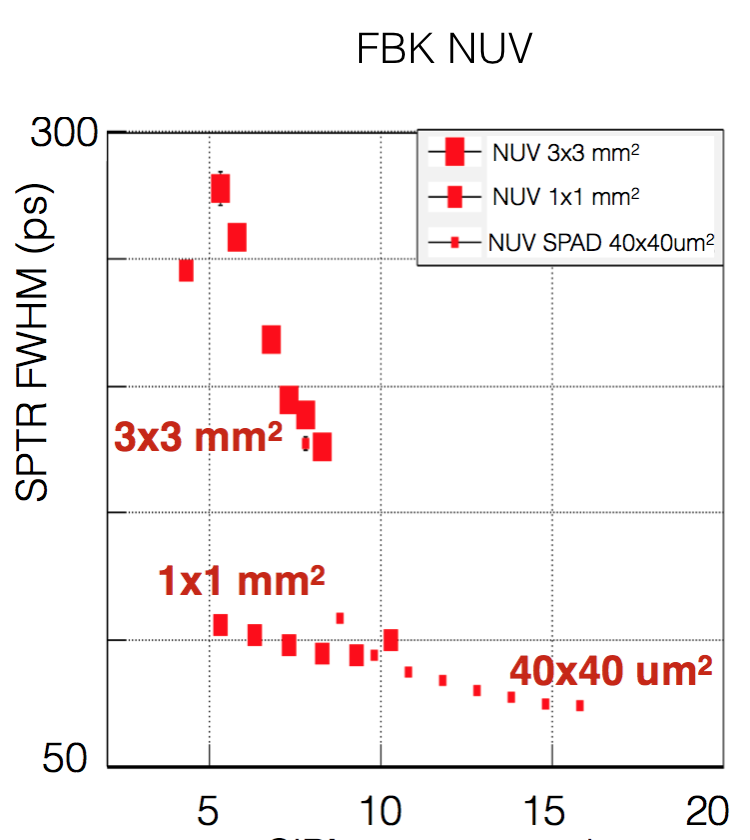 FBK NUV
300
NUV 3x3 mm²
NUV 1x1 mm²
NUV SPAD 40x40um²
SPTR FWHM (ps)
3x3 mm²
1x1 mm²
40x40 um²
50
5 10 15 20